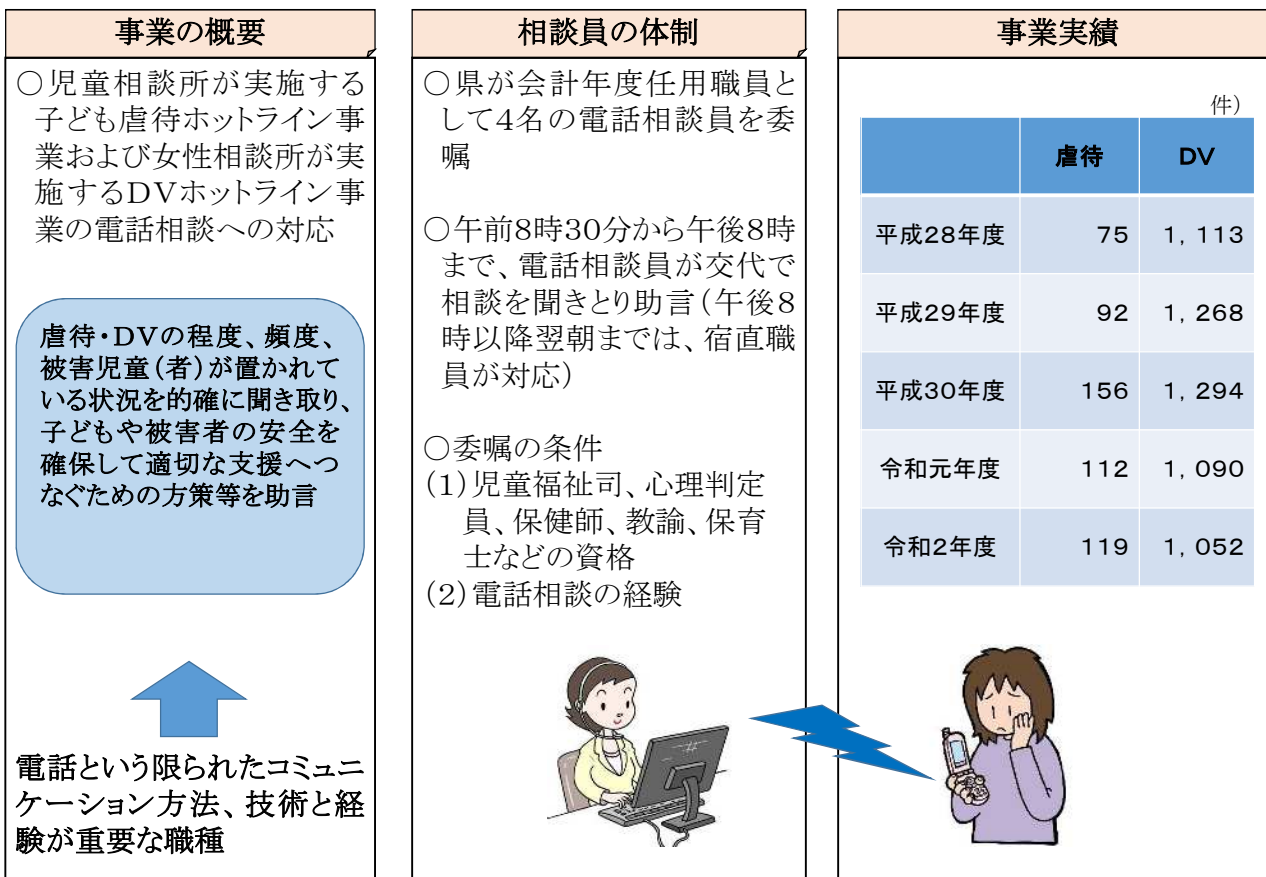 事業の概要
○児童相談所が実施する
子ども虐待ホットライン事
業および女性相談所が実
施するDVホットライン事
業の電話相談への対応
虐待・DVの程度、頻度、
被害児童(者)が置かれて
いる状況を的確に聞き取り、
子どもや被害者の安全を
確保して適切な支援へつ
なぐための方策等を助言
電話という限られたコミュニ
ケーション方法、技術と経
験が重要な職種
相談員の体制
○県が会計年度任用職員と
して4名の電話相談員を委
嘱
○午前8時30分から午後8時
まで、電話相談員が交代で
相談を聞きとり助言(午後8
時以降翌朝までは、宿直職
員が対応)
○委嘱の条件
(1)児童福祉司、心理判定
員、保健師、教諭、保育
士などの資格
(2)電話相談の経験
事業実績
件)
虐待 DV
平成28年度 75 1,113
平成29年度 92 1,268
平成30年度 156 1,294
令和元年度 112 1,090
令和2年度 119 1,052